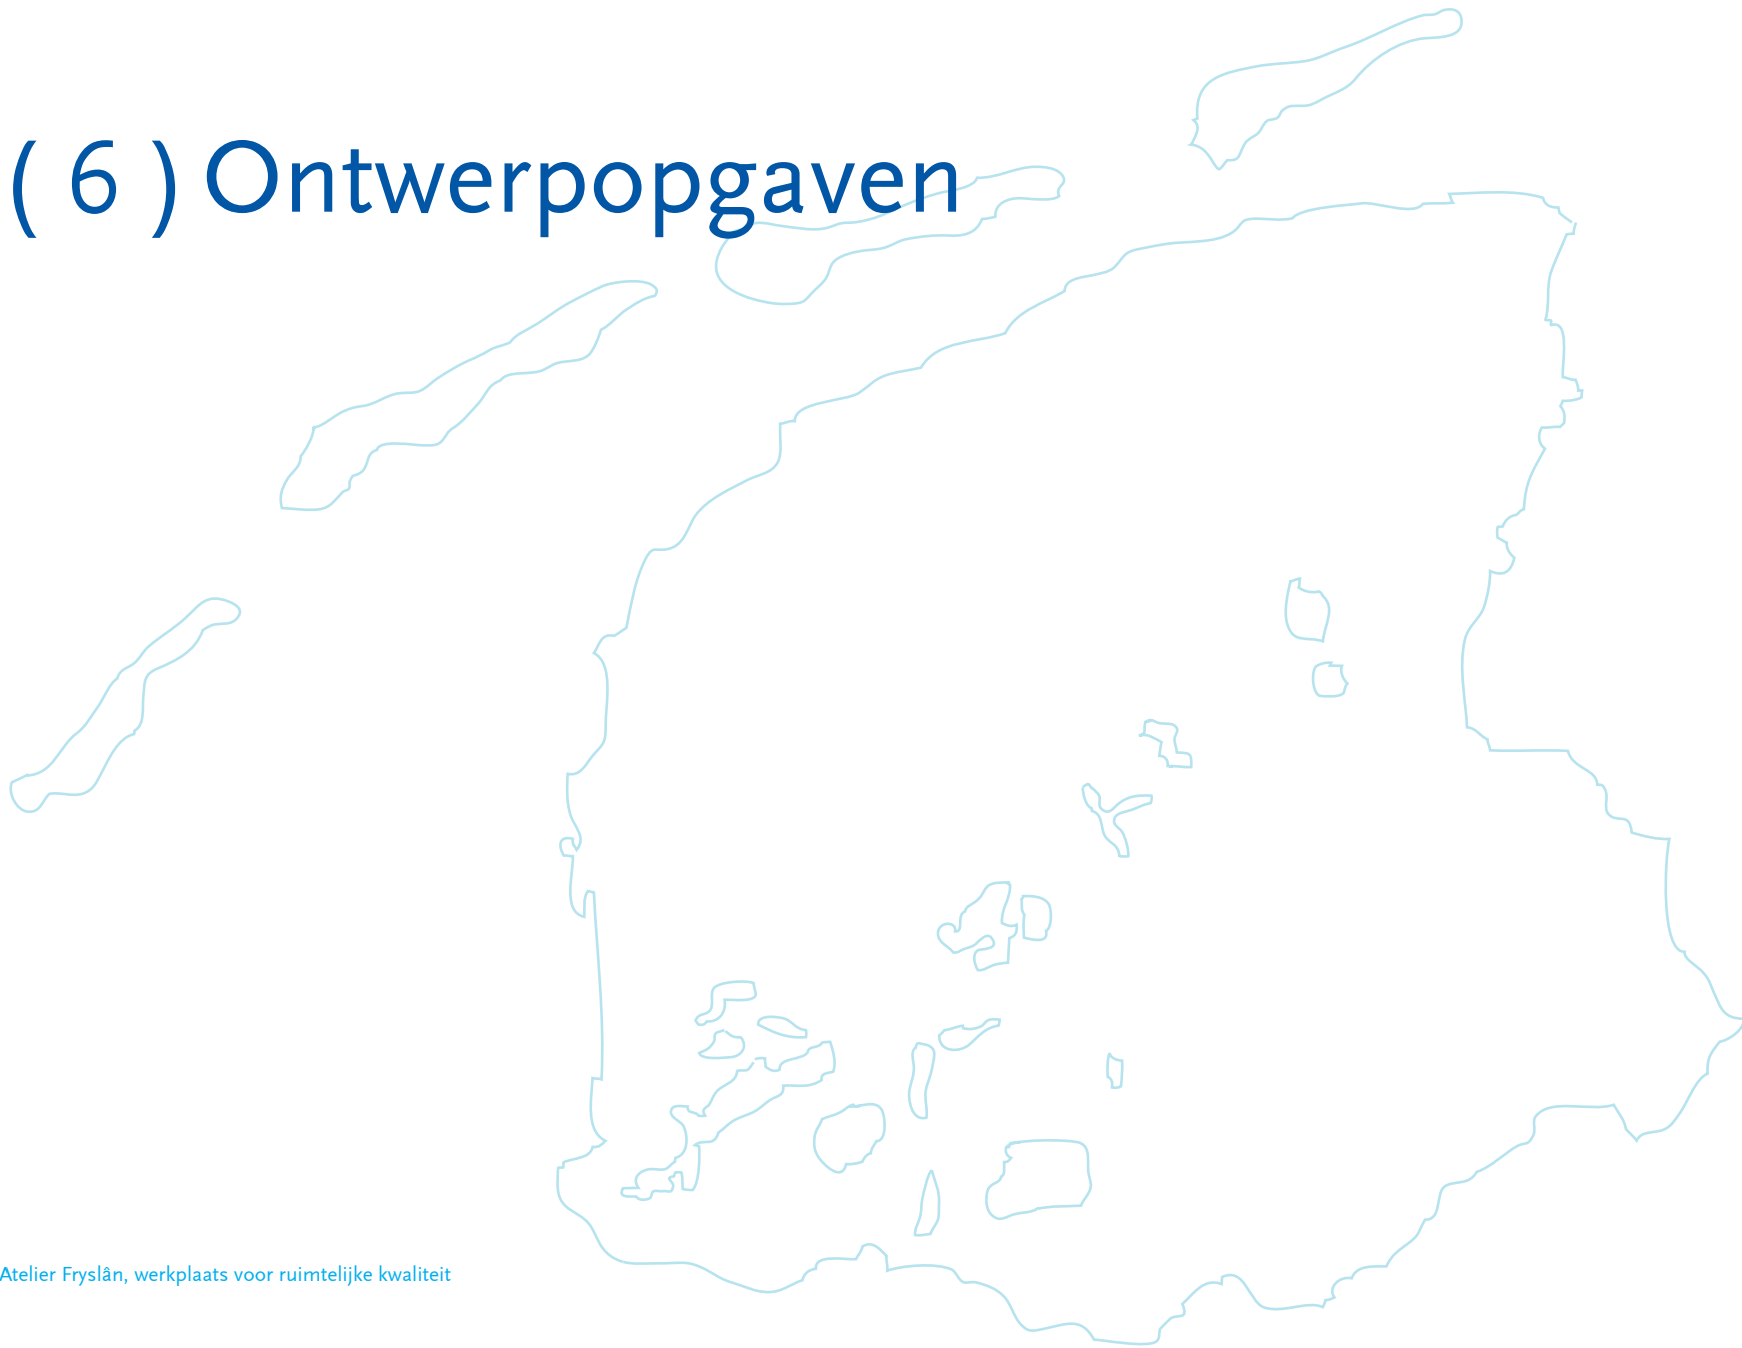 ( 6 ) Ontwerpopgaven
Atelier Fryslân, werkplaats voor ruimtelijke kwaliteit